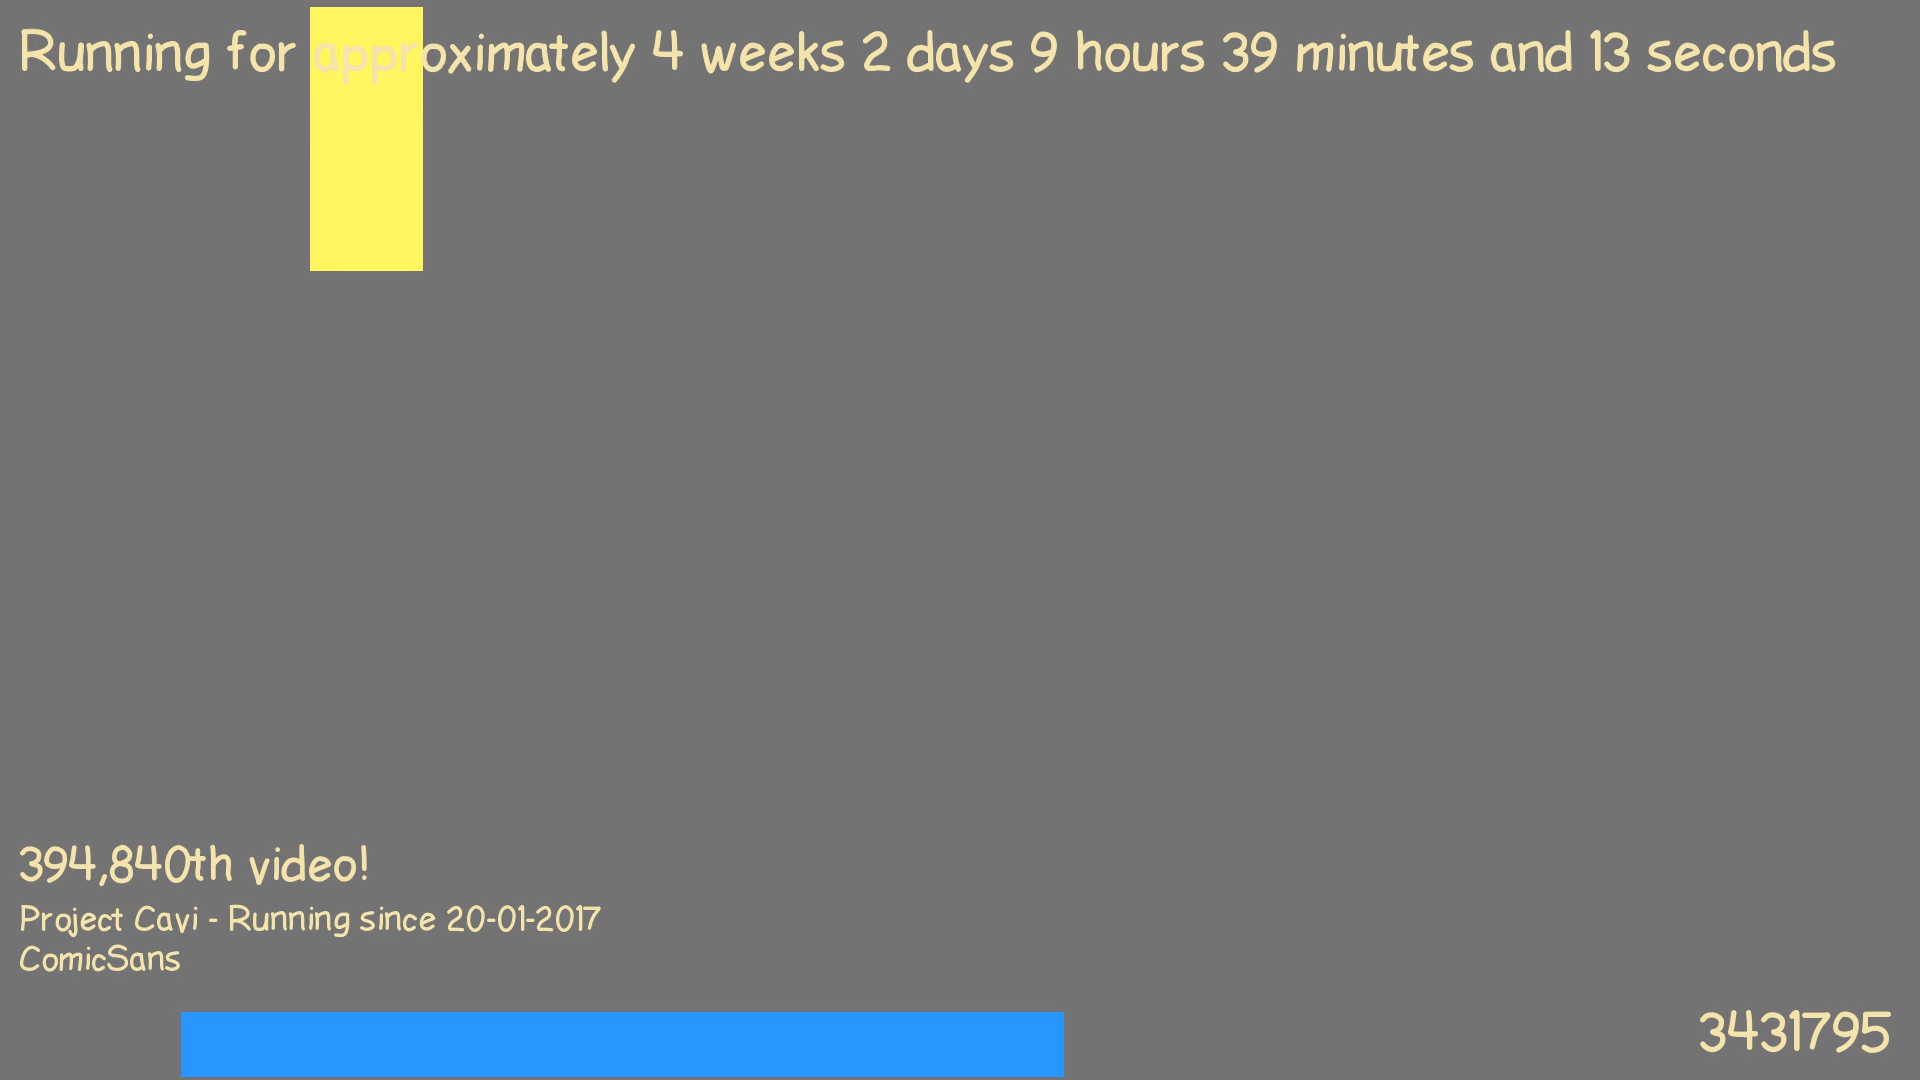 Running for approximately 4 weeks 2 days 9 hours 39 minutes and 13 seconds
394,840th video!
Project Cavi - Running since 20-01-2017
ComicSans
3431795